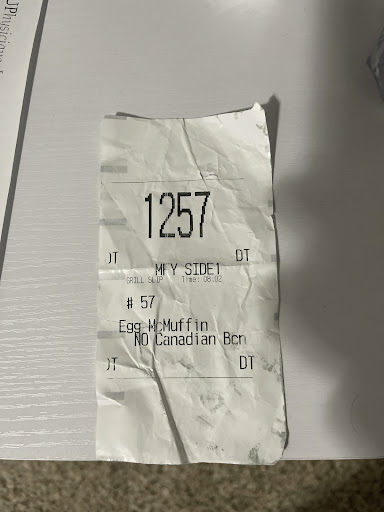 1257
DT DT
MFY SIDE1
GRILL SLIP Time: 08:02
# 57
Egg McMuffin
NO Canadian Bcn
DT DT